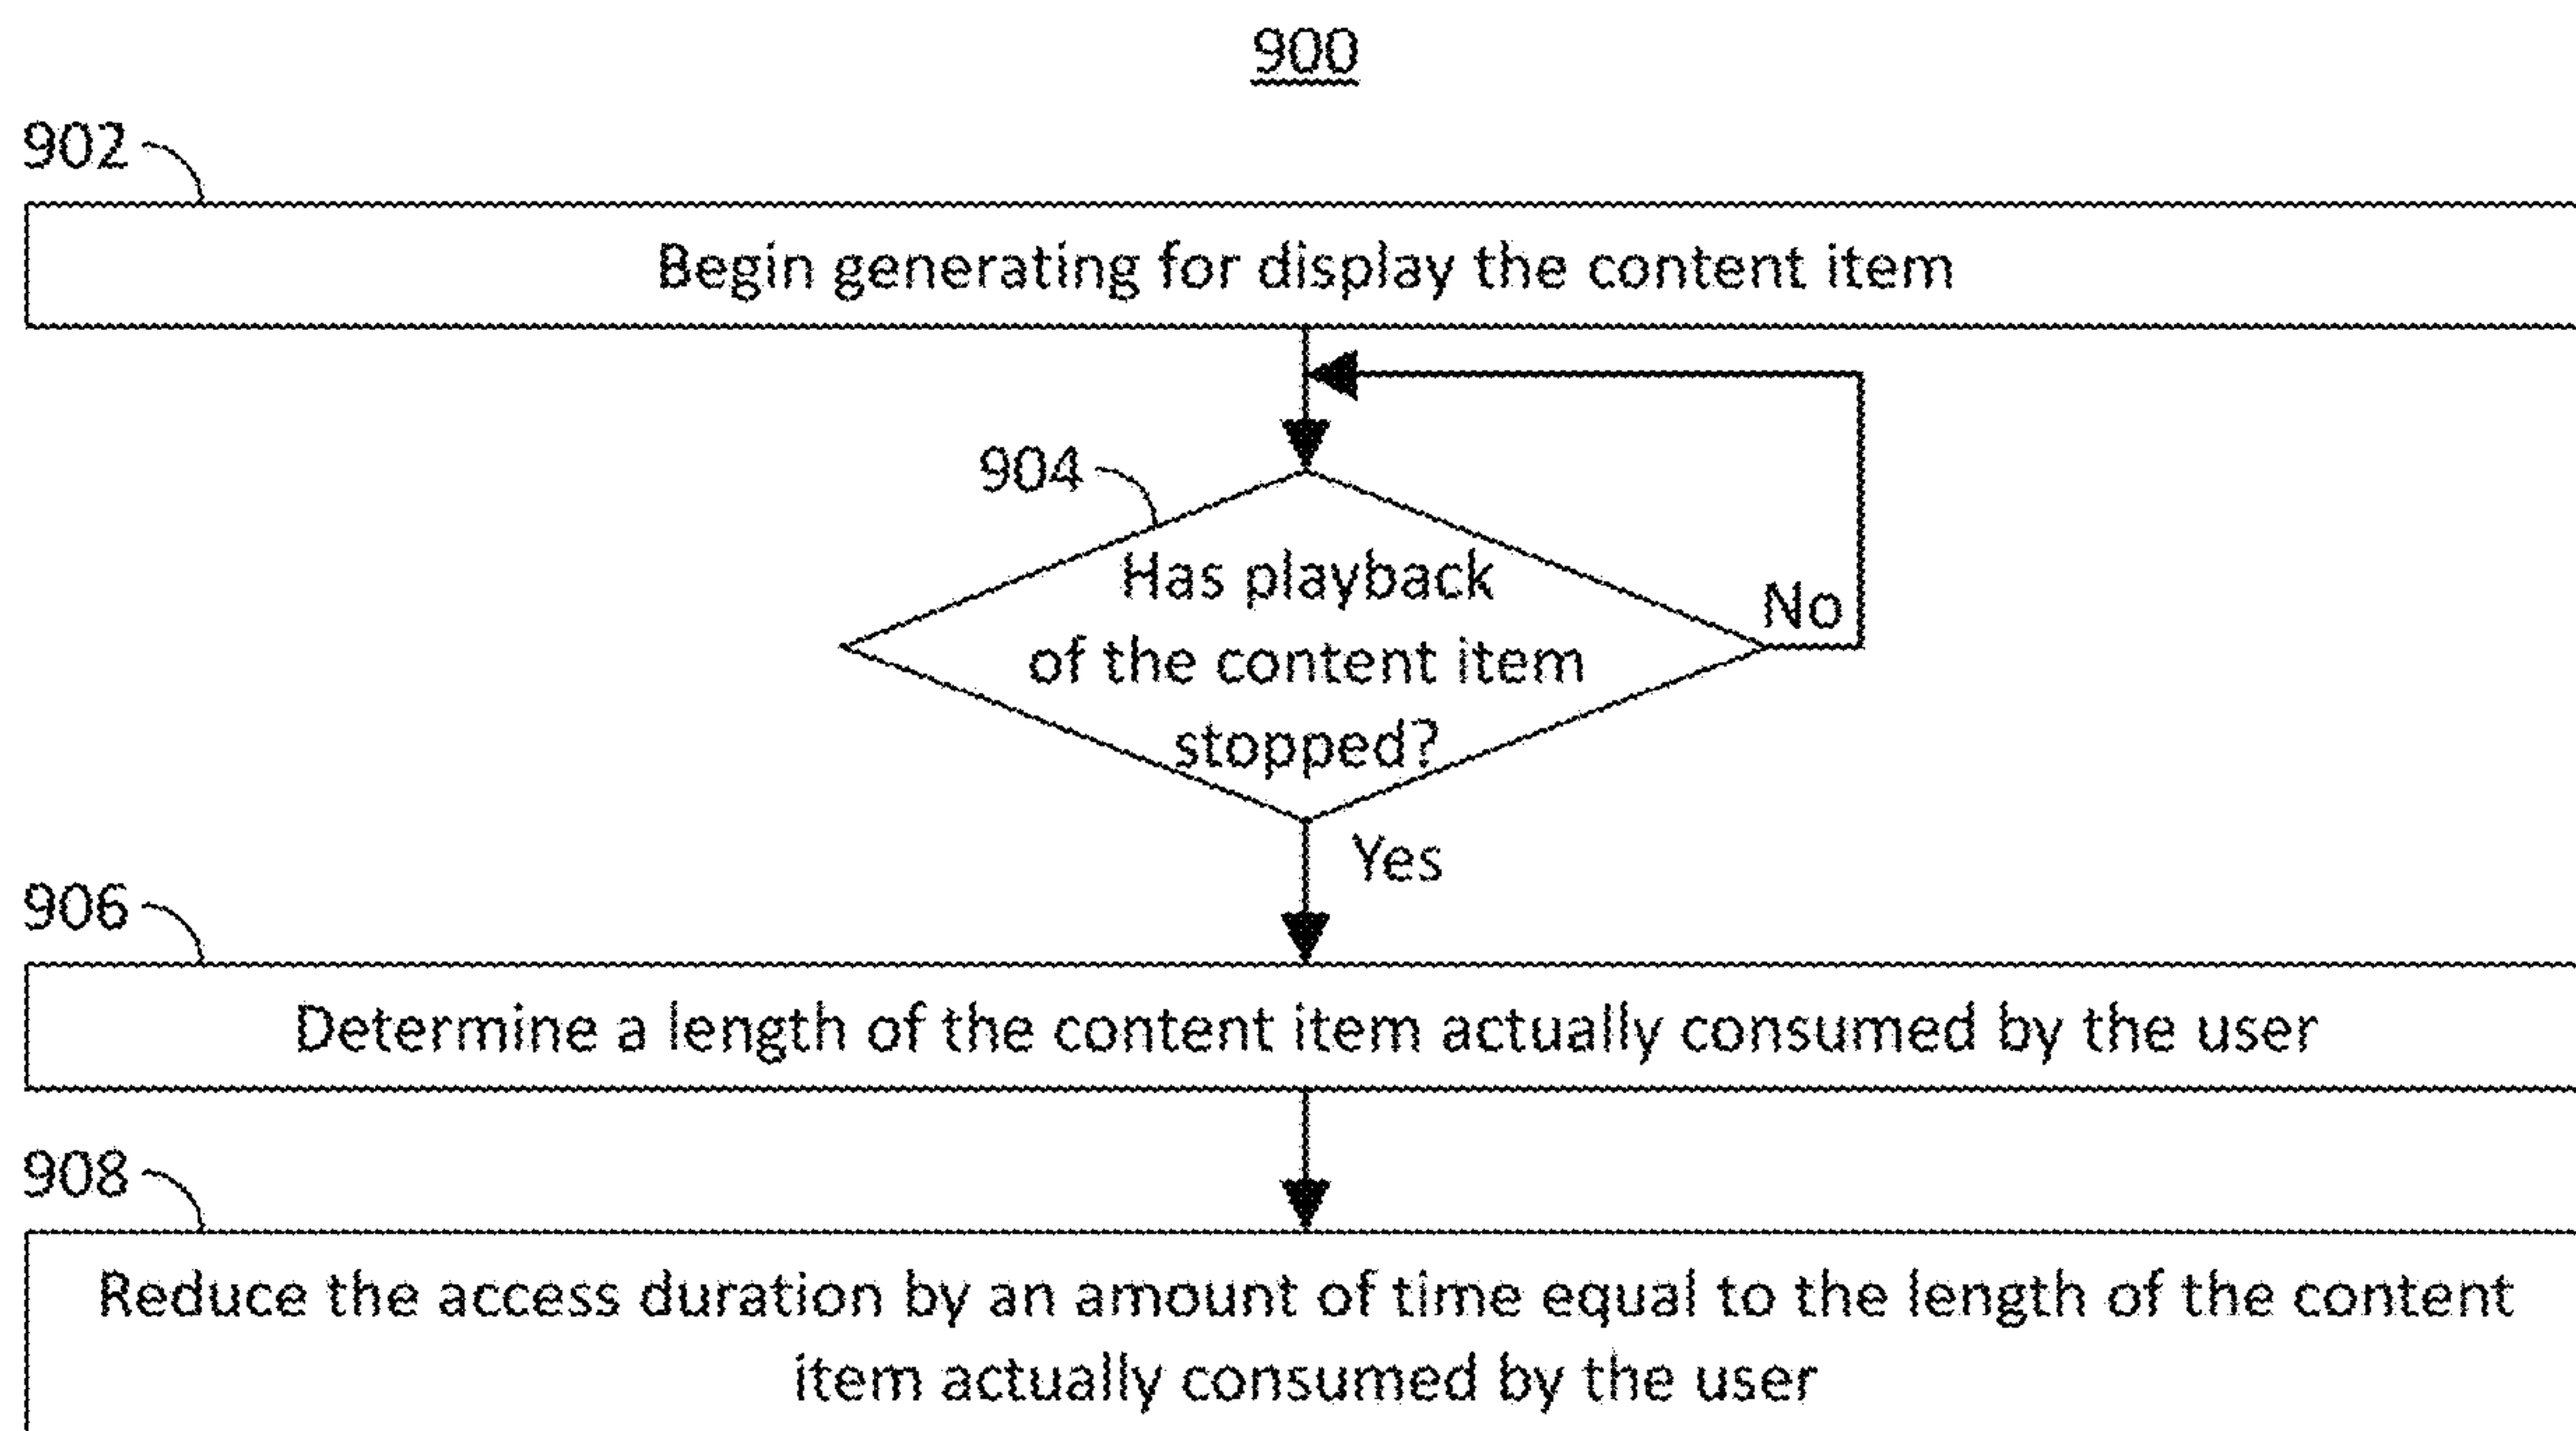 900
902
Begin generating for display the content item
904
Has playback
of the content item
stopped?
No
Yes
906
Determine a length of the content item actually consumed by the user
908
Reduce the access duration by an amount of time equal to the length of the content
item actually consumed by the user